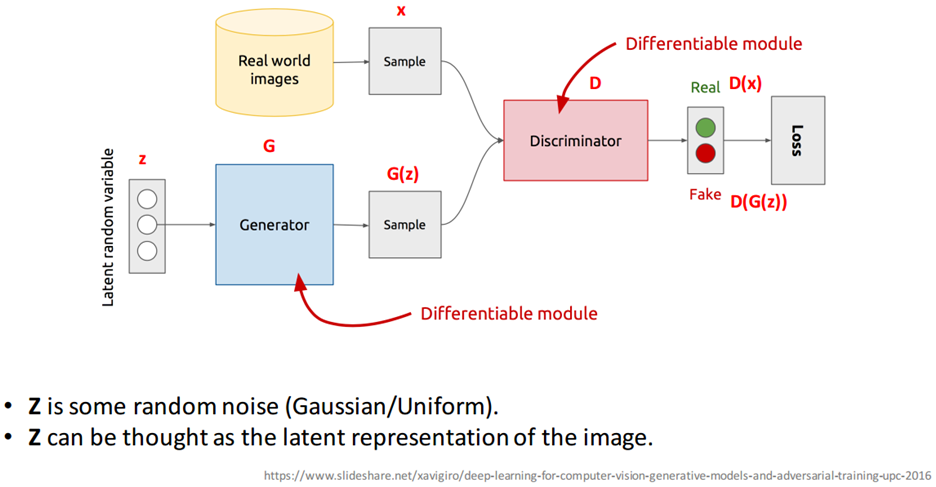 x
Real world
images
Sample
Differentiable module
D
Real D(x)
Discriminator
Loss
Fake D(G(z))
Latent random variable
z
G
Generator
G(z)
Sample
Differentiable module
• Z is some random noise (Gaussian/Uniform).
• Z can be thought as the latent representation of the image.
https://www.slideshare.net/xavigiro/deep-learning-for-computer-vision-generative-models-and-adversarial-training-upc-2016